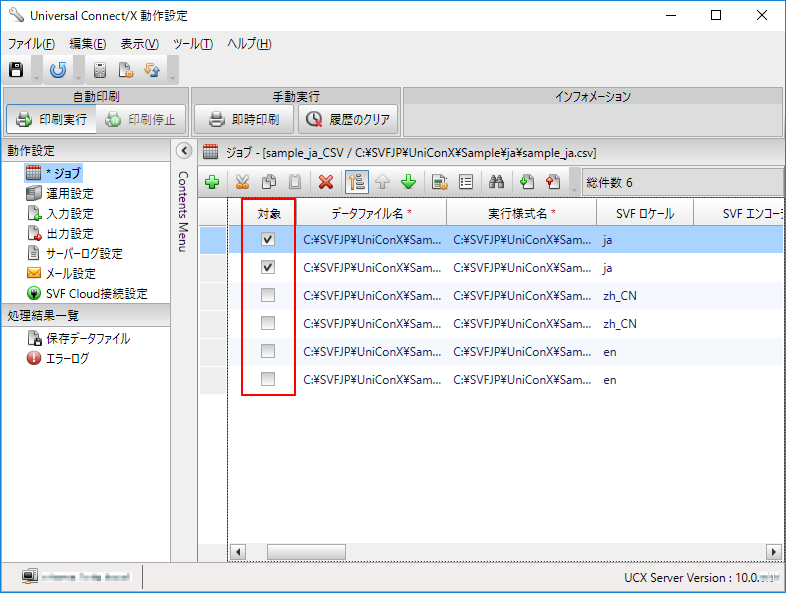 Universal Connect/X 動作設定
ファイル(F) 編集(E) 表示(V) ツール(T) ヘルプ(H)
自動印刷 手動実行 インフォメーション
印刷実行 印刷停止 即時印刷 履歴のクリア
動作設定
* ジョブ
運用設定
入力設定
出力設定
サーバーログ設定
メール設定
SVF Cloud接続設定
処理結果一覧
保存データファイル
エラーログ
Contents Menu
ジョブ - [sample_ja_CSV / C:¥SVFJP¥UniConX¥Sample¥ja¥sample_ja.csv]
総件数 6
対象 データファイル名 * 実行様式名 * SVF ロケール SVF エンコー
C:¥SVFJP¥UniConX¥Sam... C:¥SVFJP¥UniConX¥Sam... ja
C:¥SVFJP¥UniConX¥Sam... C:¥SVFJP¥UniConX¥Sam... ja
C:¥SVFJP¥UniConX¥Sam... C:¥SVFJP¥UniConX¥Sam... zh_CN
C:¥SVFJP¥UniConX¥Sam... C:¥SVFJP¥UniConX¥Sam... zh_CN
C:¥SVFJP¥UniConX¥Sam... C:¥SVFJP¥UniConX¥Sam... en
C:¥SVFJP¥UniConX¥Sam... C:¥SVFJP¥UniConX¥Sam... en
UCX Server Version : 10.0.